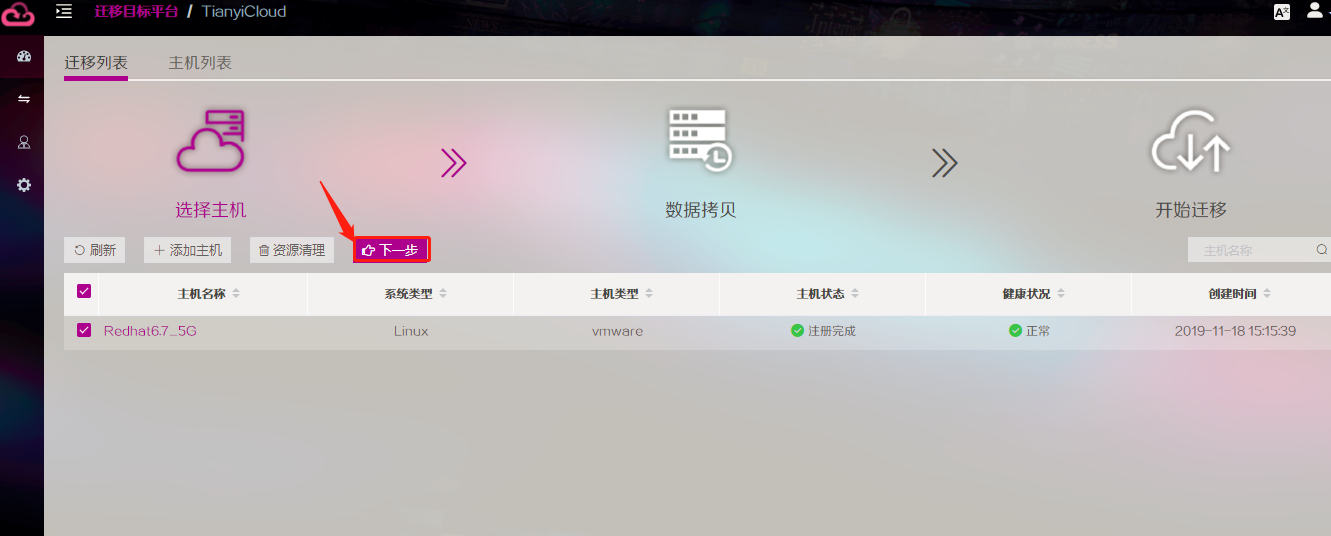 迁移目标平台 / TianyiCloud
迁移列表 主机列表
选择主机 数据拷贝 开始迁移
刷新 添加主机 资源清理 下一步 主机名称
主机名称 系统类型 主机类型 主机状态 健康状况 创建时间
Redhat6.7_5G Linux vmware 注册完成 正常 2019-11-18 15:15:39